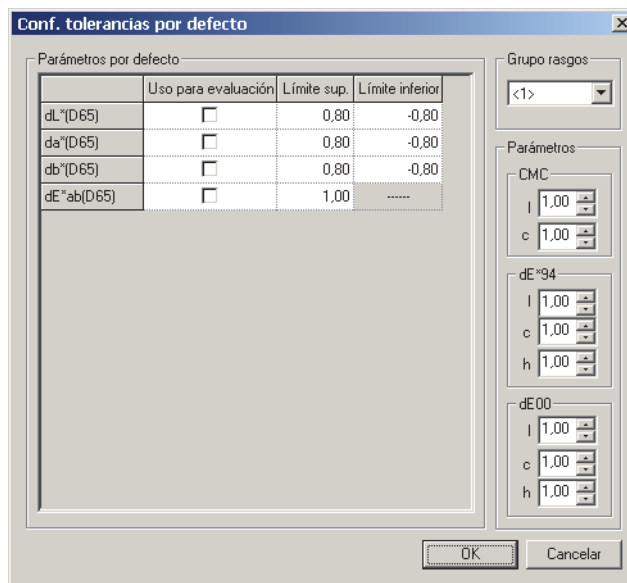 Conf. tolerancias por defecto
Parámetros por defecto
Uso para evaluación Límite sup. Límite inferior
dL*(D65) 0,80 -0,80
da*(D65) 0,80 -0,80
db*(D65) 0,80 -0,80
dE*ab(D65) 1,00 ------
Grupo rasgos
<1>
Parámetros
CMC
l 1,00
c 1,00
dE*94
l 1,00
c 1,00
h 1,00
dE00
l 1,00
c 1,00
h 1,00
OK Cancelar